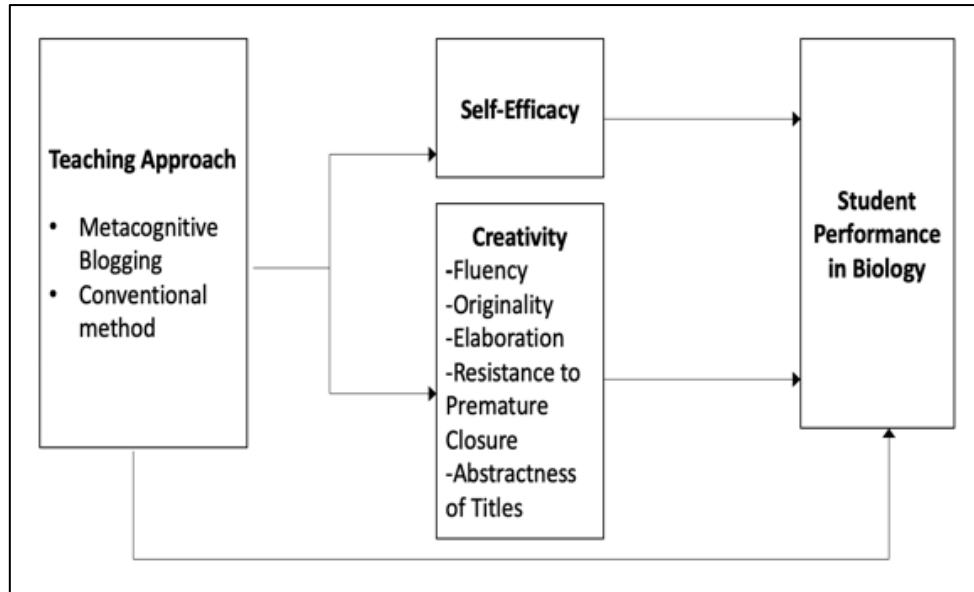 Teaching Approach
• Metacognitive
Blogging
• Conventional
method
Self-Efficacy
Creativity
-Fluency
-Originality
-Elaboration
-Resistance to
Premature
Closure
-Abstractness
of Titles
Student
Performance
in Biology